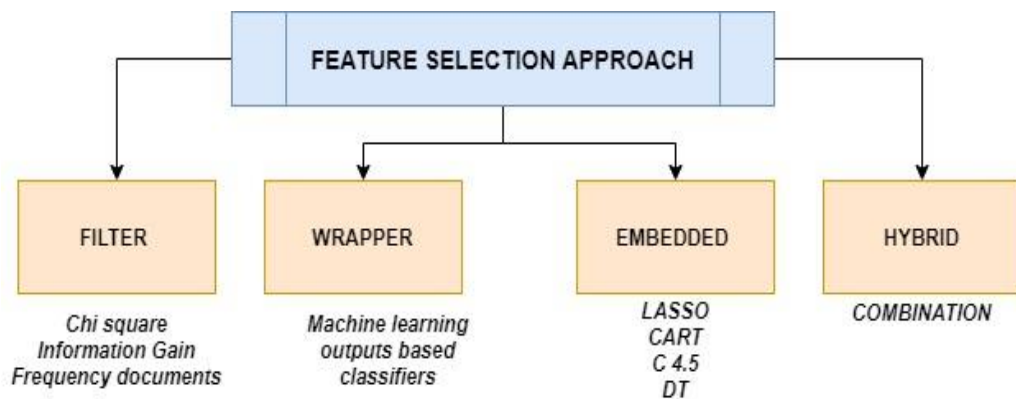 FEATURE SELECTION APPROACH
FILTER
WRAPPER
EMBEDDED
HYBRID
Chi square
Information Gain
Frequency documents
Machine learning
outputs based
classifiers
LASSO
CART
C 4.5
DT
COMBINATION